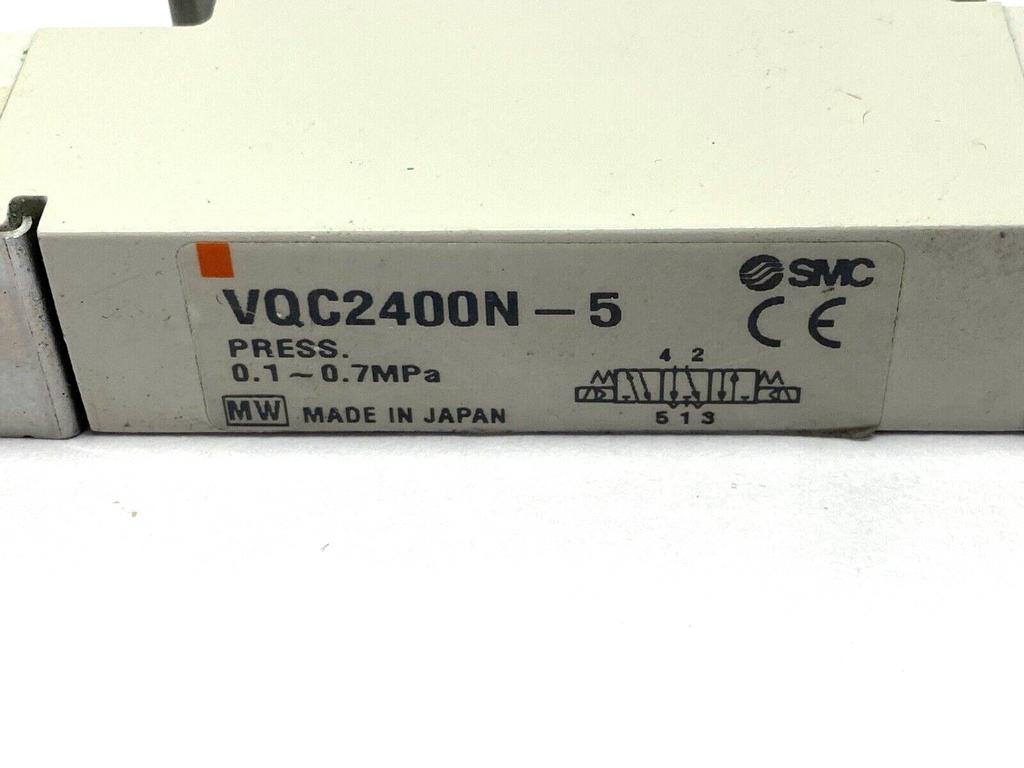 SMC
VQC2400N-5
CE
PRESS.
0.1~0.7MPa
4 2
MW MADE IN JAPAN
5 1 3